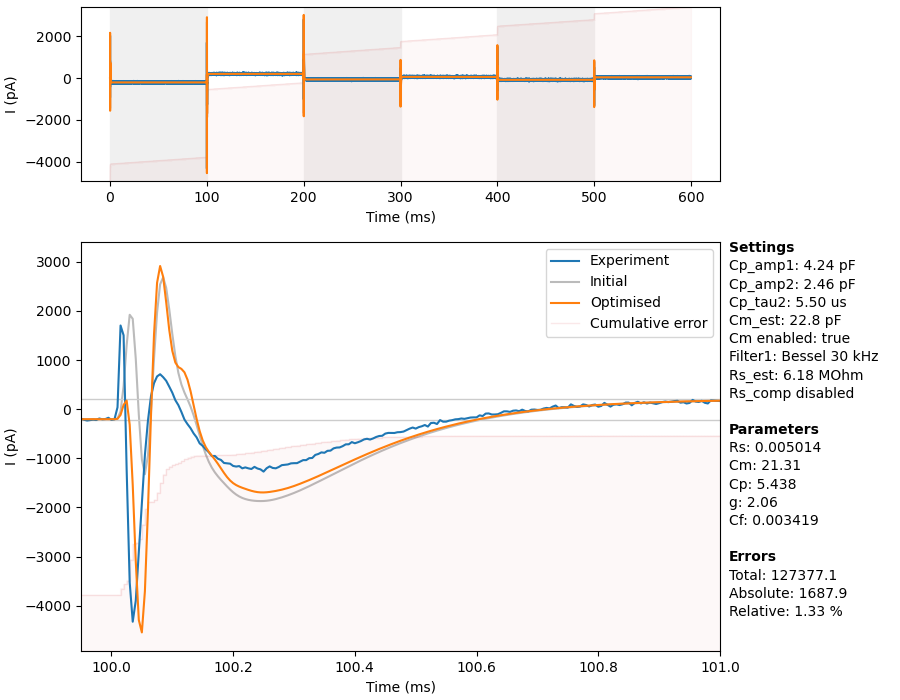 2000
0
−2000
−4000
I (pA)
0 100 200 300 400 500 600
Time (ms)
3000
2000
1000
0
−1000
−2000
−3000
−4000
I (pA)
100.0 100.2 100.4 100.6 100.8 101.0
Time (ms)
Experiment
Initial
Optimised
Cumulative error
Settings
Cp_amp1: 4.24 pF
Cp_amp2: 2.46 pF
Cp_tau2: 5.50 us
Cm_est: 22.8 pF
Cm enabled: true
Filter1: Bessel 30 kHz
Rs_est: 6.18 MOhm
Rs_comp disabled
Parameters
Rs: 0.005014
Cm: 21.31
Cp: 5.438
g: 2.06
Cf: 0.003419
Errors
Total: 127377.1
Absolute: 1687.9
Relative: 1.33 %